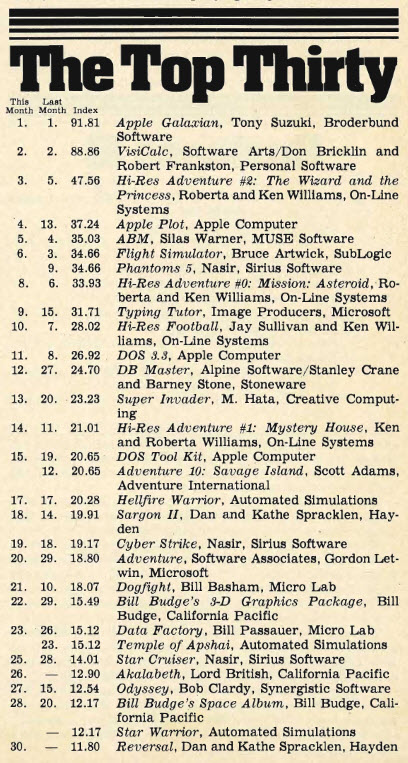 The Top Thirty
This Last
Month Month Index
1. 1. 91.81 Apple Galaxian, Tony Suzuki, Broderbund
Software
2. 2. 88.86 VisiCalc, Software Arts/Don Bricklin and
Robert Frankston, Personal Software
3. 5. 47.56 Hi-Res Adventure #2: The Wizard and the
Princess, Roberta and Ken Williams, On-Line
Systems
4. 13. 37.24 Apple Plot, Apple Computer
5. 4. 35.03 ABM, Silas Warner, MUSE Software
6. 3. 34.66 Flight Simulator, Bruce Artwick, SubLogic
9. 34.66 Phantoms 5, Nasir, Sirius Software
8. 6. 33.93 Hi-Res Adventure #0: Mission: Asteroid, Ro-
berta and Ken Williams, On-Line Systems
9. 15. 31.71 Typing Tutor, Image Producers, Microsoft
10. 7. 28.02 Hi-Res Football, Jay Sullivan and Ken Wil-
liams, On-Line Systems
11. 8. 26.92 DOS 3.3, Apple Computer
12. 27. 24.70 DB Master, Alpine Software/Stanley Crane
and Barney Stone, Stoneware
13. 20. 23.23 Super Invader, M. Hata, Creative Comput-
ing
14. 11. 21.01 Hi-Res Adventure #1: Mystery House, Ken
and Roberta Williams, On-Line Systems
15. 19. 20.65 DOS Tool Kit, Apple Computer
12. 20.65 Adventure 10: Savage Island, Scott Adams,
Adventure International
17. 17. 20.28 Hellfire Warrior, Automated Simulations
18. 14. 19.91 Sargon II, Dan and Kathe Spracklen, Hay-
den
19. 18. 19.17 Cyber Strike, Nasir, Sirius Software
20. 29. 18.80 Adventure, Software Associates, Gordon Let-
win, Microsoft
21. 10. 18.07 Dogfight, Bill Basham, Micro Lab
22. 29. 15.49 Bill Budge's 3-D Graphics Package, Bill
Budge, California Pacific
23. 26. 15.12 Data Factory, Bill Passauer, Micro Lab
23. 15.12 Temple of Apshai, Automated Simulations
25. 28. 14.01 Star Cruiser, Nasir, Sirius Software
26. — 12.90 Akalabeth, Lord British, California Pacific
27. 15. 12.54 Odyssey, Bob Clardy, Synergistic Software
28. 20. 12.17 Bill Budge's Space Album, Bill Budge, Cali-
fornia Pacific
— 12.17 Star Warrior, Automated Simulations
30. — 11.80 Reversal, Dan and Kathe Spracklen, Hayden